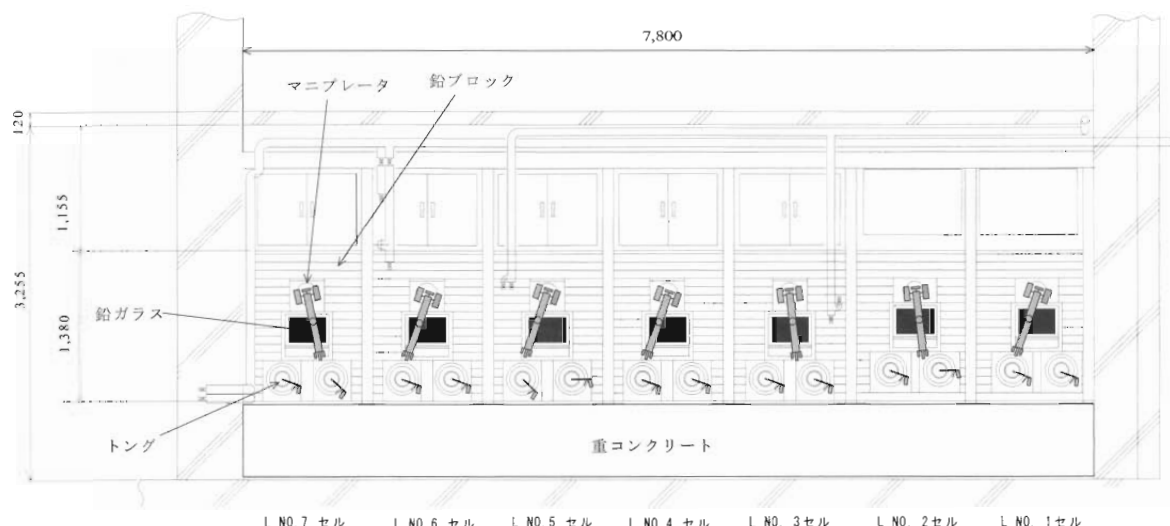 7,800
マニプレータ
鉛ブロック
120
1,155
3,255
1,380
鉛ガラス
トング
重コンクリート
L NO 7 セル
L NO 6 セル
L NO 5 セル
L NO 4 セル
L NO. 3セル
L NO. 2セル
L NO. 1セル